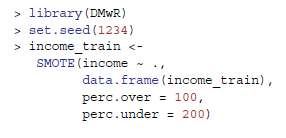 > library(DMwR)
> set.seed(1234)
> income_train <-
SMOTE(income ~ .,
data.frame(income_train),
perc.over = 100,
perc.under = 200)